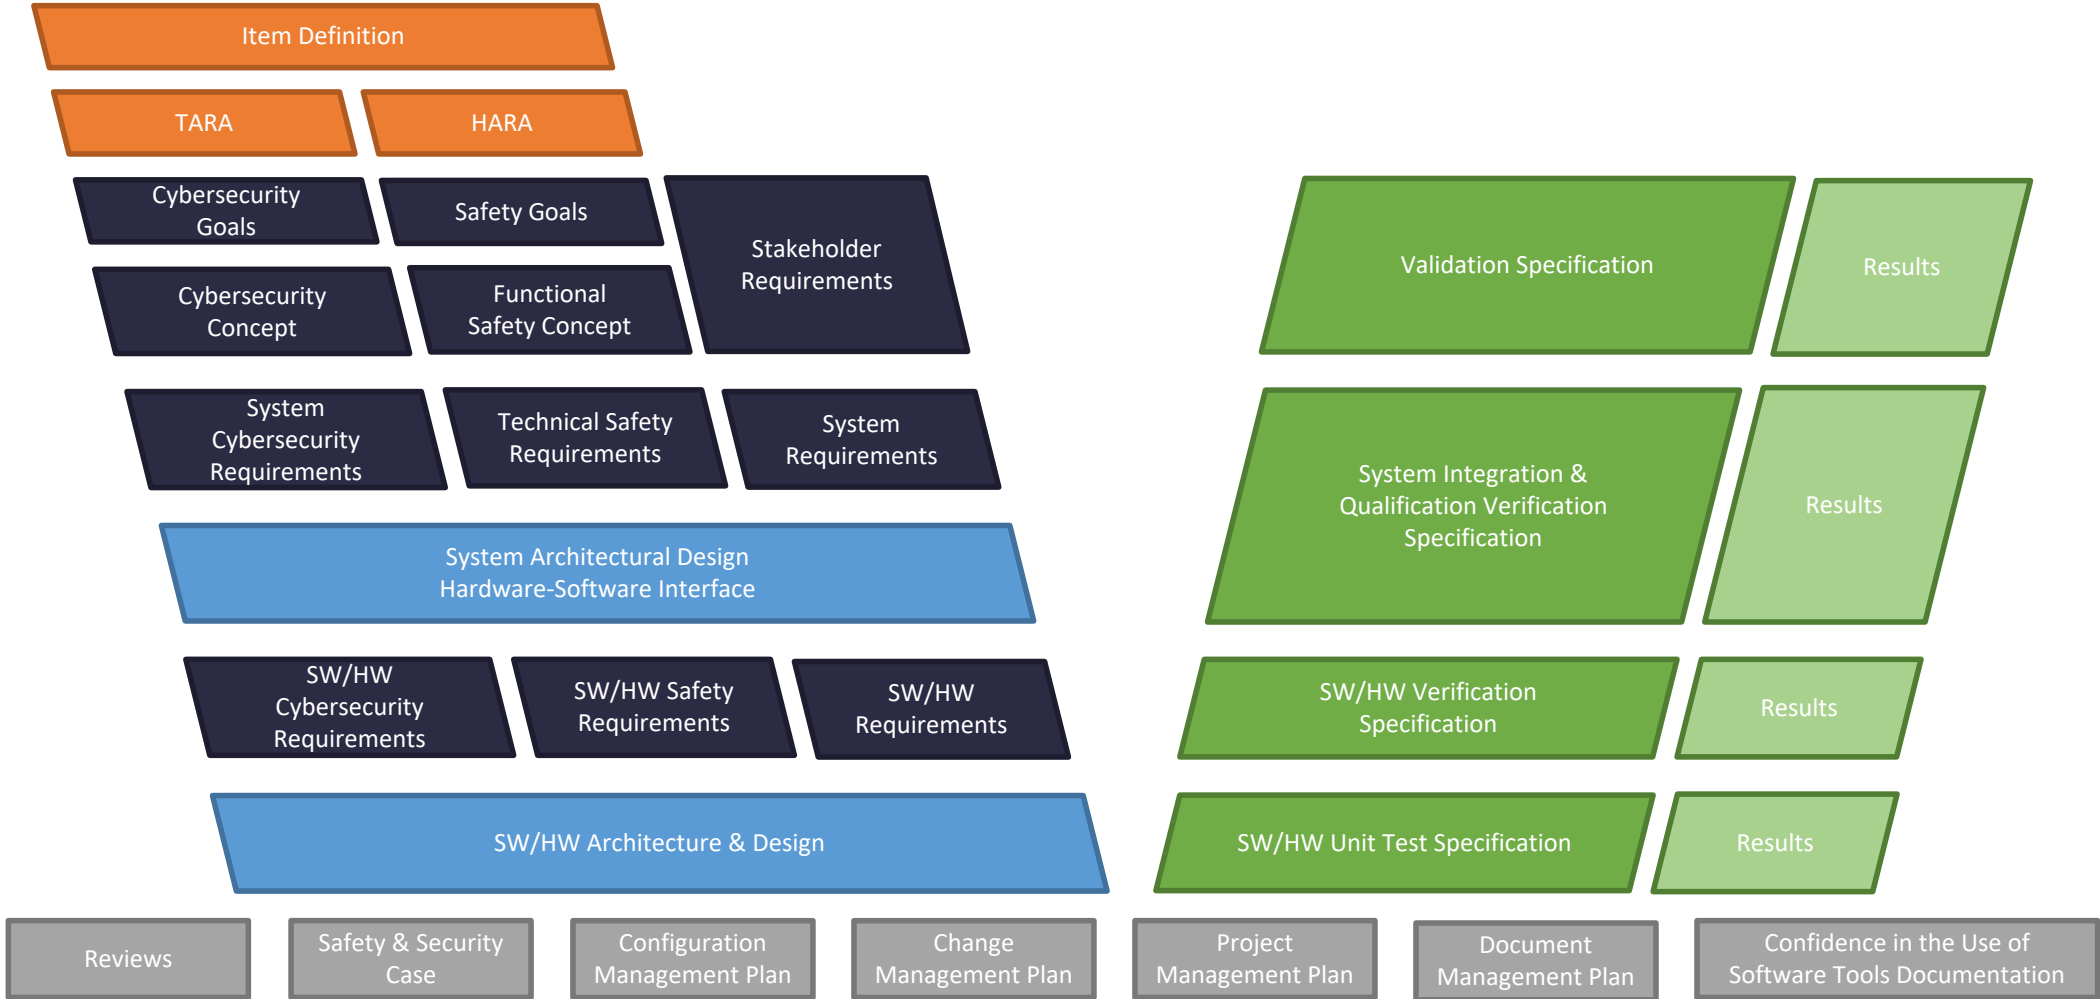 Item Definition
TARA
HARA
Cybersecurity
Goals
Safety Goals
Stakeholder
Requirements
Cybersecurity
Concept
Functional
Safety Concept
Validation Specification
Results
System
Cybersecurity
Requirements
Technical Safety
Requirements
System
Requirements
System Integration &
Qualification Verification
Specification
Results
System Architectural Design
Hardware-Software Interface
SW/HW
Cybersecurity
Requirements
SW/HW Safety
Requirements
SW/HW
Requirements
SW/HW Verification
Specification
Results
SW/HW Architecture & Design
SW/HW Unit Test Specification
Results
Reviews
Safety & Security
Case
Configuration
Management Plan
Change
Management Plan
Project
Management Plan
Document
Management Plan
Confidence in the Use of
Software Tools Documentation